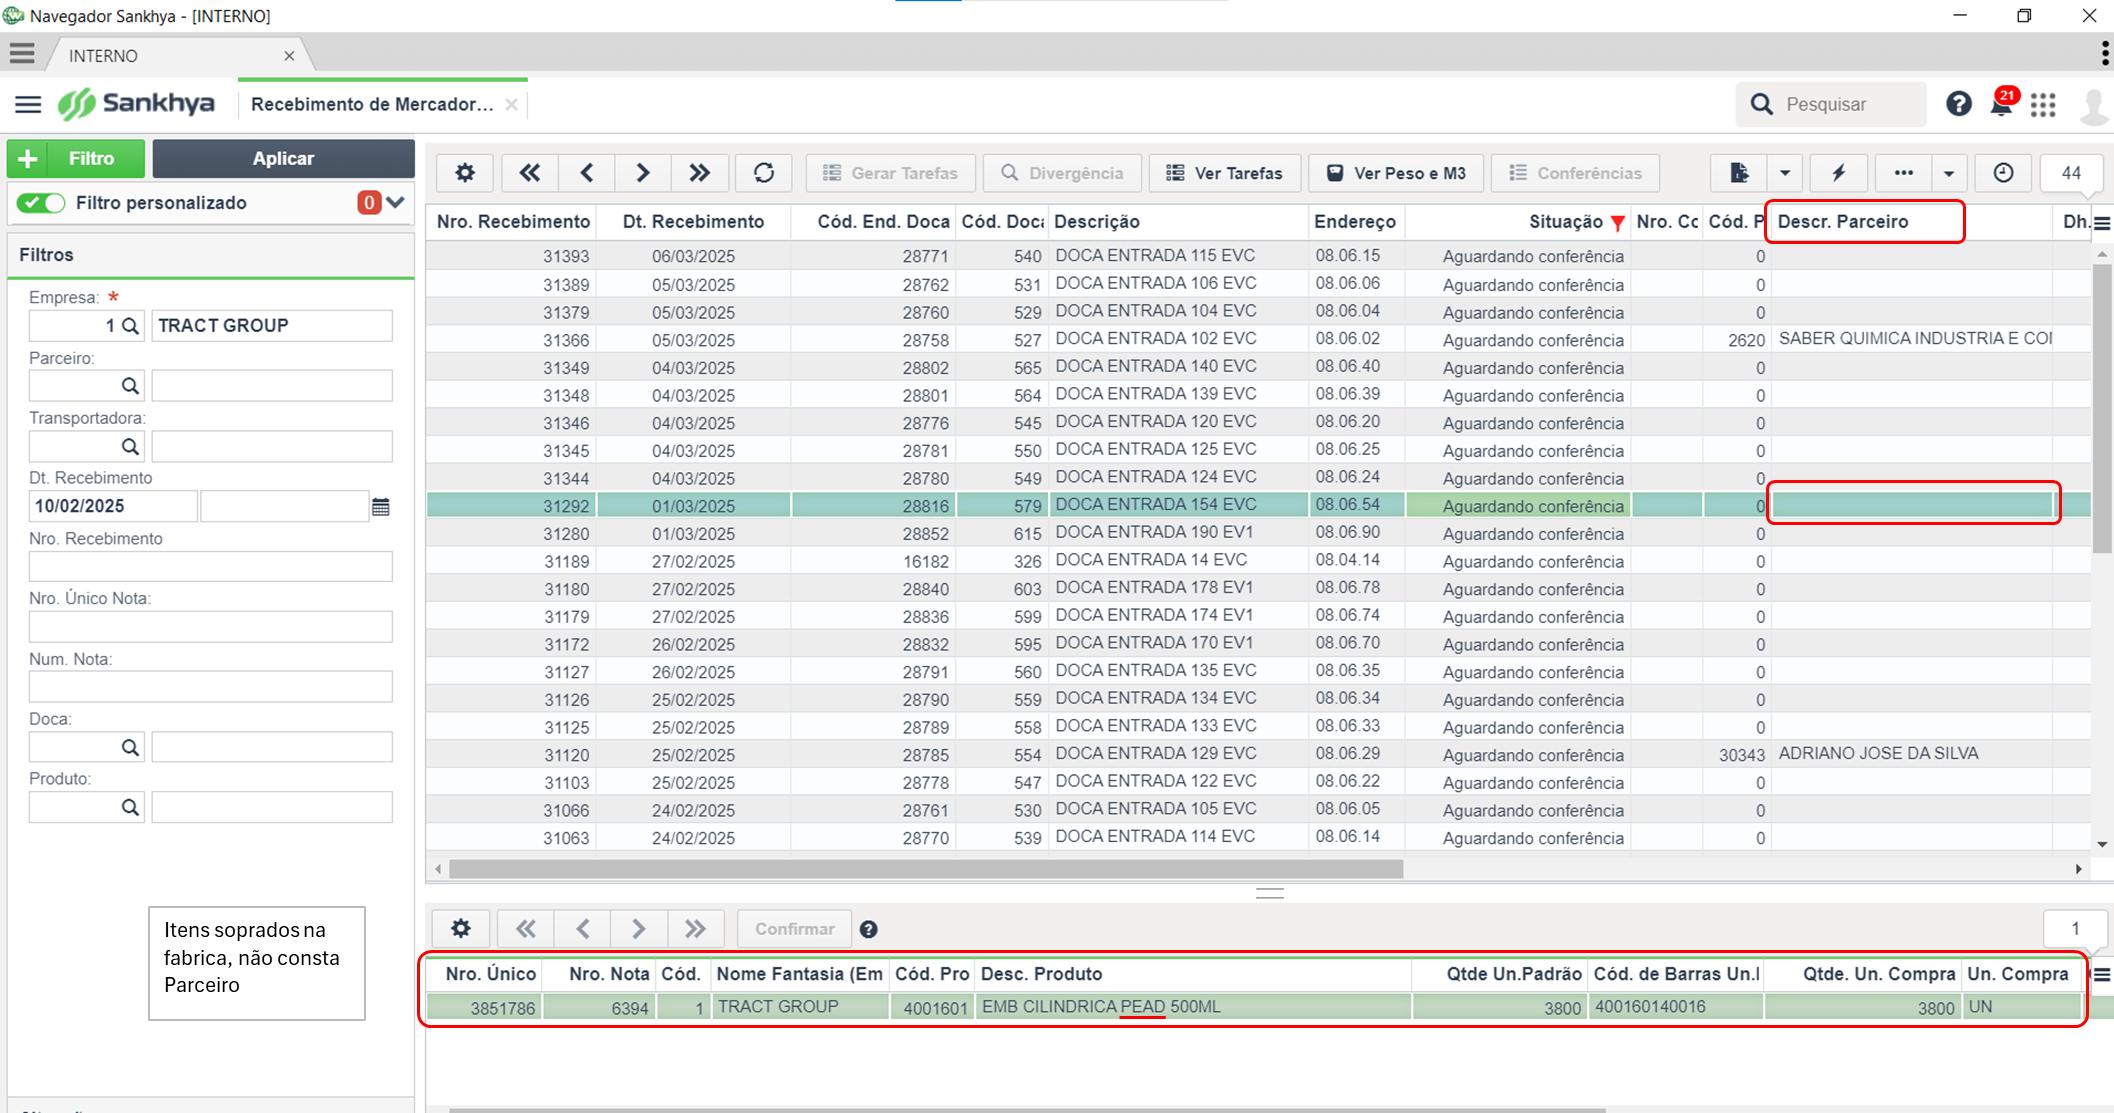 Navegador Sankhya - [INTERNO]
INTERNO
Sankhya
Recebimento de Mercador...
Pesquisar
21
Filtro
Aplicar
Filtro personalizado 0
Filtros
Empresa: *
1 TRACT GROUP
Parceiro:
Transportadora:
Dt. Recebimento
10/02/2025
Nro. Recebimento
Nro. Único Nota:
Num. Nota:
Doca:
Produto:
Itens soprados na
fabrica, não consta
Parceiro
Gerar Tarefas Divergência Ver Tarefas Ver Peso e M3 Conferências 44
Nro. Recebimento Dt. Recebimento Cód. End. Doca Cód. Doca Descrição Endereço Situação Nro. Co Cód. P Descr. Parceiro Dh.
31393 06/03/2025 28771 540 DOCA ENTRADA 115 EVC 08.06.15 Aguardando conferência 0
31389 05/03/2025 28762 531 DOCA ENTRADA 106 EVC 08.06.06 Aguardando conferência 0
31379 05/03/2025 28760 529 DOCA ENTRADA 104 EVC 08.06.04 Aguardando conferência 0
31366 05/03/2025 28758 527 DOCA ENTRADA 102 EVC 08.06.02 Aguardando conferência 2620 SABER QUIMICA INDUSTRIA E COM
31349 04/03/2025 28802 565 DOCA ENTRADA 140 EVC 08.06.40 Aguardando conferência 0
31348 04/03/2025 28801 564 DOCA ENTRADA 139 EVC 08.06.39 Aguardando conferência 0
31346 04/03/2025 28776 545 DOCA ENTRADA 120 EVC 08.06.20 Aguardando conferência 0
31345 04/03/2025 28781 550 DOCA ENTRADA 125 EVC 08.06.25 Aguardando conferência 0
31344 04/03/2025 28780 549 DOCA ENTRADA 124 EVC 08.06.24 Aguardando conferência 0
31292 01/03/2025 28816 579 DOCA ENTRADA 154 EVC 08.06.54 Aguardando conferência 0
31280 01/03/2025 28852 615 DOCA ENTRADA 190 EV1 08.06.90 Aguardando conferência 0
31189 27/02/2025 16182 326 DOCA ENTRADA 14 EVC 08.04.14 Aguardando conferência 0
31180 27/02/2025 28840 603 DOCA ENTRADA 178 EV1 08.06.78 Aguardando conferência 0
31179 27/02/2025 28836 599 DOCA ENTRADA 174 EV1 08.06.74 Aguardando conferência 0
31172 26/02/2025 28832 595 DOCA ENTRADA 170 EV1 08.06.70 Aguardando conferência 0
31127 26/02/2025 28791 560 DOCA ENTRADA 135 EVC 08.06.35 Aguardando conferência 0
31126 25/02/2025 28790 559 DOCA ENTRADA 134 EVC 08.06.34 Aguardando conferência 0
31125 25/02/2025 28789 558 DOCA ENTRADA 133 EVC 08.06.33 Aguardando conferência 0
31120 25/02/2025 28785 554 DOCA ENTRADA 129 EVC 08.06.29 Aguardando conferência 30343 ADRIANO JOSE DA SILVA
31103 25/02/2025 28778 547 DOCA ENTRADA 122 EVC 08.06.22 Aguardando conferência 0
31066 24/02/2025 28761 530 DOCA ENTRADA 105 EVC 08.06.05 Aguardando conferência 0
31063 24/02/2025 28770 539 DOCA ENTRADA 114 EVC 08.06.14 Aguardando conferência 0
Confirmar 1
Nro. Único Nro. Nota Cód. Nome Fantasia (Em Cód. Pro Desc. Produto Qtde Un.Padrão Cód. de Barras Un.I Qtde. Un. Compra Un. Compra
3851786 6394 1 TRACT GROUP 4001601 EMB CILINDRICA PEAD 500ML 3800 400160140016 3800 UN